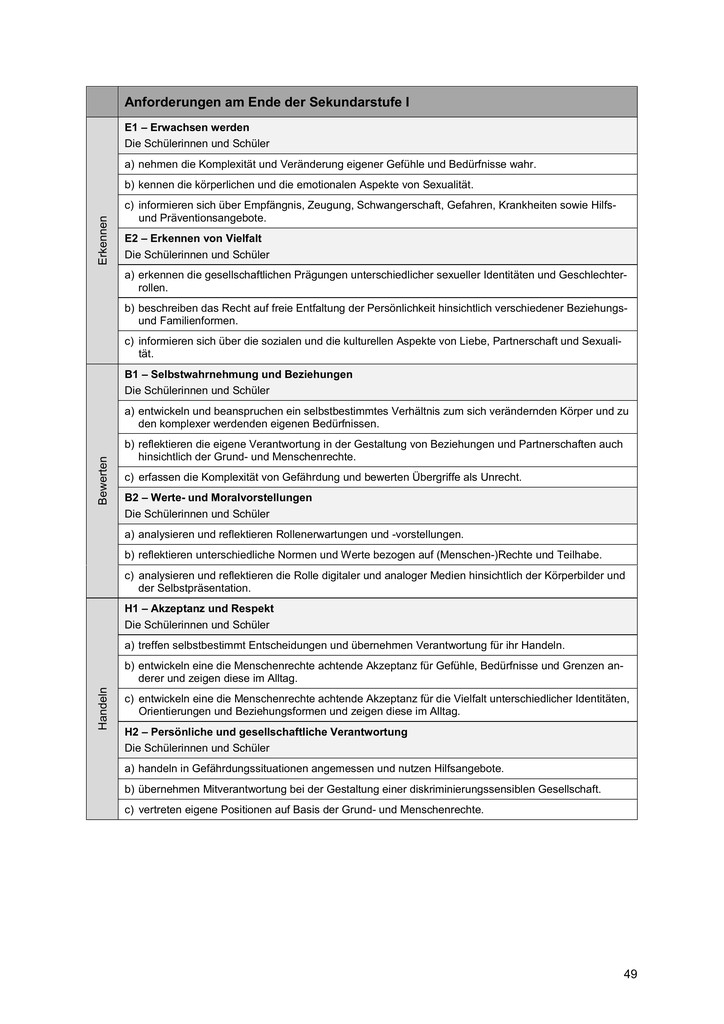 Anforderungen am Ende der Sekundarstufe I
Erkennen
E1 – Erwachsen werden
Die Schülerinnen und Schüler
a) nehmen die Komplexität und Veränderung eigener Gefühle und Bedürfnisse wahr.
b) kennen die körperlichen und die emotionalen Aspekte von Sexualität.
c) informieren sich über Empfängnis, Zeugung, Schwangerschaft, Gefahren, Krankheiten sowie Hilfs-
und Präventionsangebote.
E2 – Erkennen von Vielfalt
Die Schülerinnen und Schüler
a) erkennen die gesellschaftlichen Prägungen unterschiedlicher sexueller Identitäten und Geschlechter-
rollen.
b) beschreiben das Recht auf freie Entfaltung der Persönlichkeit hinsichtlich verschiedener Beziehungs-
und Familienformen.
c) informieren sich über die sozialen und die kulturellen Aspekte von Liebe, Partnerschaft und Sexuali-
tät.
Bewerten
B1 – Selbstwahrnehmung und Beziehungen
Die Schülerinnen und Schüler
a) entwickeln und beanspruchen ein selbstbestimmtes Verhältnis zum sich verändernden Körper und zu
den komplexer werdenden eigenen Bedürfnissen.
b) reflektieren die eigene Verantwortung in der Gestaltung von Beziehungen und Partnerschaften auch
hinsichtlich der Grund- und Menschenrechte.
c) erfassen die Komplexität von Gefährdung und bewerten Übergriffe als Unrecht.
B2 – Werte- und Moralvorstellungen
Die Schülerinnen und Schüler
a) analysieren und reflektieren Rollenerwartungen und -vorstellungen.
b) reflektieren unterschiedliche Normen und Werte bezogen auf (Menschen-)Rechte und Teilhabe.
c) analysieren und reflektieren die Rolle digitaler und analoger Medien hinsichtlich der Körperbilder und
der Selbstpräsentation.
Handeln
H1 – Akzeptanz und Respekt
Die Schülerinnen und Schüler
a) treffen selbstbestimmt Entscheidungen und übernehmen Verantwortung für ihr Handeln.
b) entwickeln eine die Menschenrechte achtende Akzeptanz für Gefühle, Bedürfnisse und Grenzen an-
derer und zeigen diese im Alltag.
c) entwickeln eine die Menschenrechte achtende Akzeptanz für die Vielfalt unterschiedlicher Identitäten,
Orientierungen und Beziehungsformen und zeigen diese im Alltag.
H2 – Persönliche und gesellschaftliche Verantwortung
Die Schülerinnen und Schüler
a) handeln in Gefährdungssituationen angemessen und nutzen Hilfsangebote.
b) übernehmen Mitverantwortung bei der Gestaltung einer diskriminierungssensiblen Gesellschaft.
c) vertreten eigene Positionen auf Basis der Grund- und Menschenrechte.
49